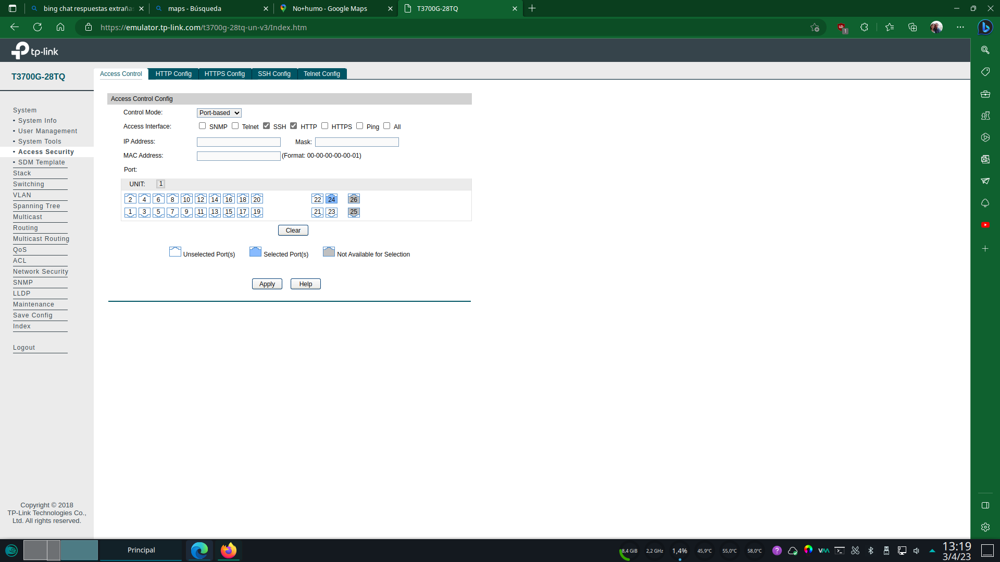 bing chat respuestas extrañas
maps - Búsqueda
No+humo - Google Maps
T3700G-28TQ
https://emulator.tp-link.com/t3700g-28tq-un-v3/Index.htm
1
tp-link
T3700G-28TQ
Access Control
HTTP Config
HTTPS Config
SSH Config
Telnet Config
System
• System Info
• User Management
• System Tools
• Access Security
• SDM Template
Stack
Switching
VLAN
Spanning Tree
Multicast
Routing
Multicast Routing
QoS
ACL
Network Security
SNMP
LLDP
Maintenance
Save Config
Index
Logout
Copyright © 2018
TP-Link Technologies Co.,
Ltd. All rights reserved.
Access Control Config
Control Mode: Port-based
Access Interface: SNMP Telnet SSH HTTP HTTPS Ping All
IP Address: Mask:
MAC Address: (Format: 00-00-00-00-00-01)
Port:
UNIT: 1
2 4 6 8 10 12 14 16 18 20 22 24 26
1 3 5 7 9 11 13 15 17 19 21 23 25
Clear
Unselected Port(s) Selected Port(s) Not Available for Selection
Apply Help
Principal
8,4 GiB
2,2 GHz
1,4%
45,9°C
55,0°C
58,0°C
13:19
3/4/23